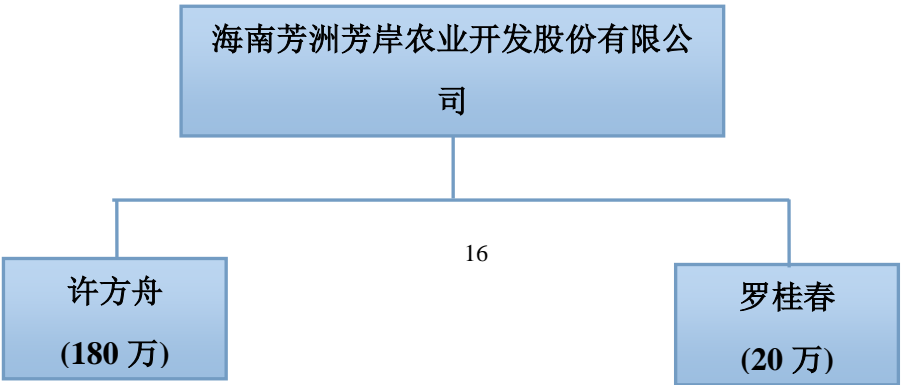 海南芳洲芳岸农业开发股份有限公
司
16
许方舟
(180 万)
罗桂春
(20 万)